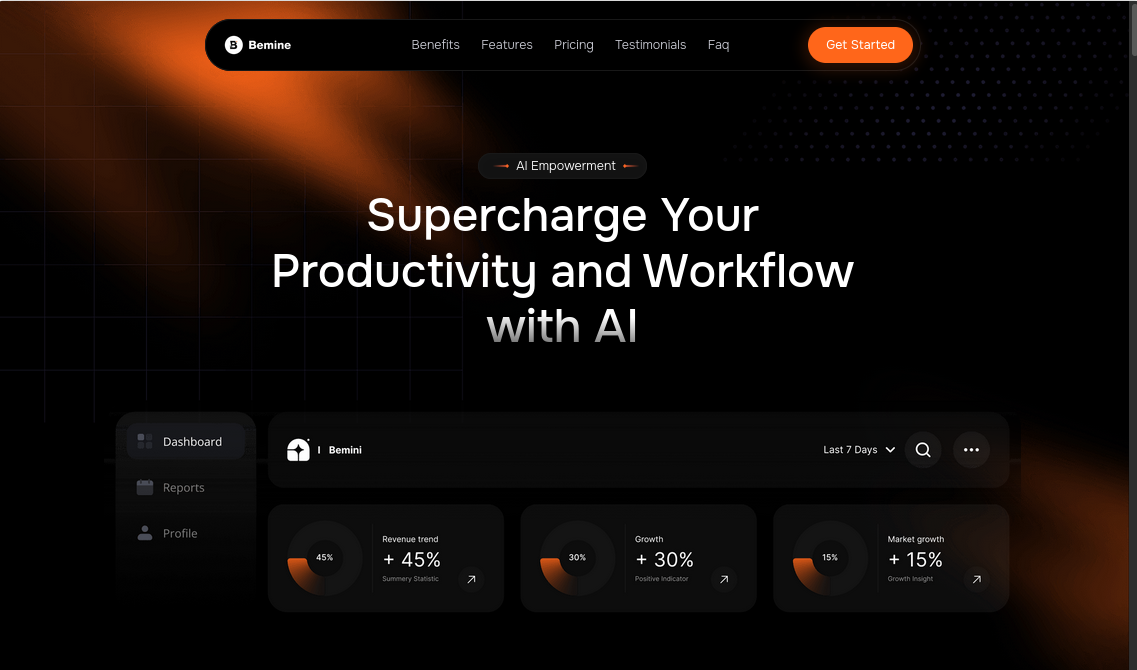 B Bemine
Benefits Features Pricing Testimonials Faq
Get Started
AI Empowerment
Supercharge Your
Productivity and Workflow
with AI
Dashboard
Reports
Profile
Bemini
Last 7 Days
45%
Revenue trend
+ 45%
Summery Statistic
30%
Growth
+ 30%
Positive Indicator
15%
Market growth
+ 15%
Growth Insight